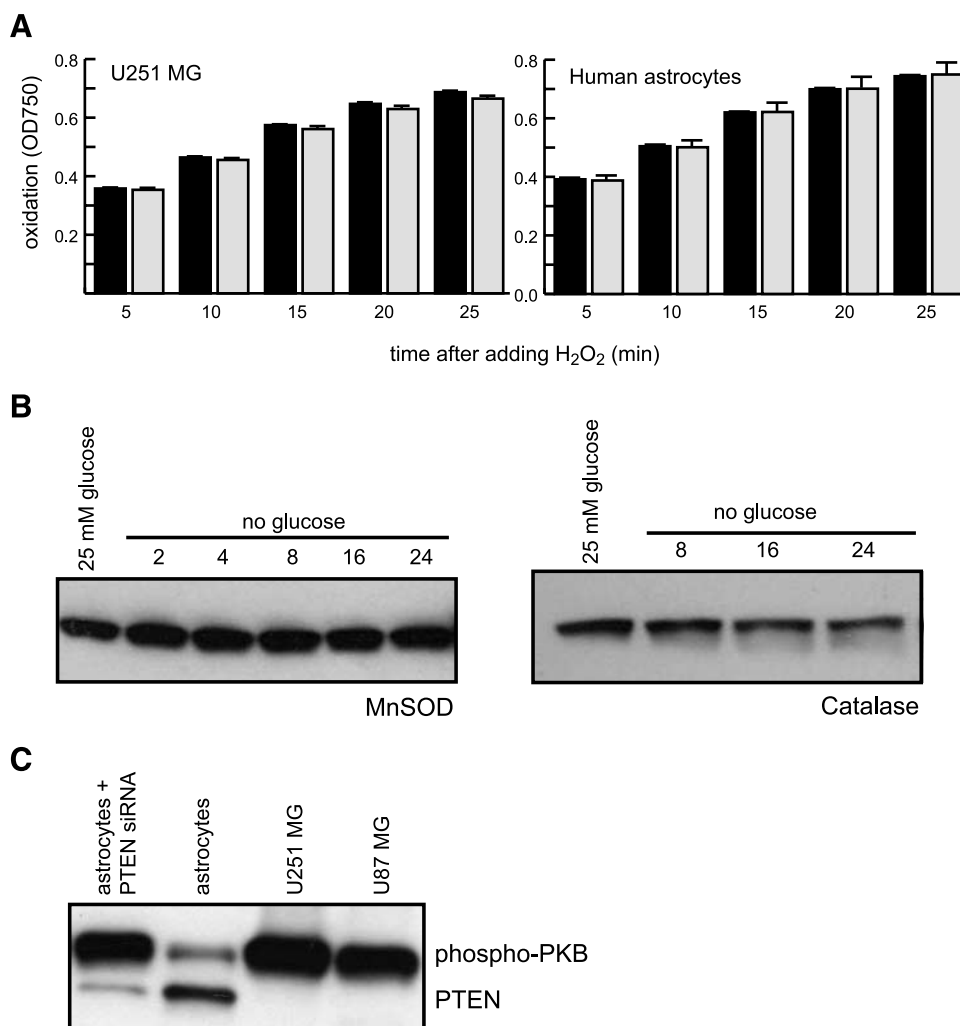 A
U251 MG
Human astrocytes
oxidation (OD750)
0.8
0.6
0.4
0.2
0.8
0.6
0.4
0.2
0.0
5 10 15 20 25
5 10 15 20 25
time after adding H₂O₂ (min)
B
25 mM glucose
no glucose
2 4 8 16 24
MnSOD
25 mM glucose
no glucose
8 16 24
Catalase
C
astrocytes +
PTEN siRNA
astrocytes
U251 MG
U87 MG
phospho-PKB
PTEN